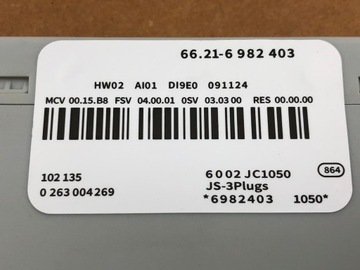 66.21-6 982 403
HW02 AI01 DI9E0 091124
MCV 00.15.B8 FSV 04.00.01 0SV 03.03 00 RES 00.00.00
102 135
0 263 004 269
6 0 0 2 JC1050
864
JS-3Plugs
*6982403 1050*